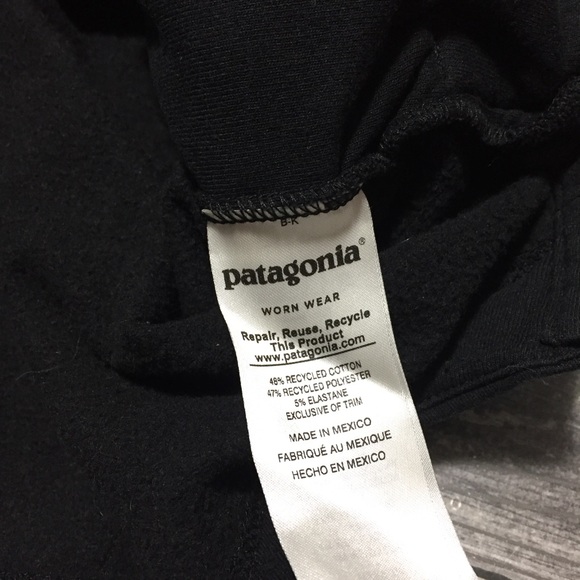 B-K
patagonia®
WORN WEAR
Repair, Reuse, Recycle
This Product
www.patagonia.com
48% RECYCLED COTTON
47% RECYCLED POLYESTER
5% ELASTANE
EXCLUSIVE OF TRIM
MADE IN MEXICO
FABRIQUÉ AU MEXIQUE
HECHO EN MEXICO